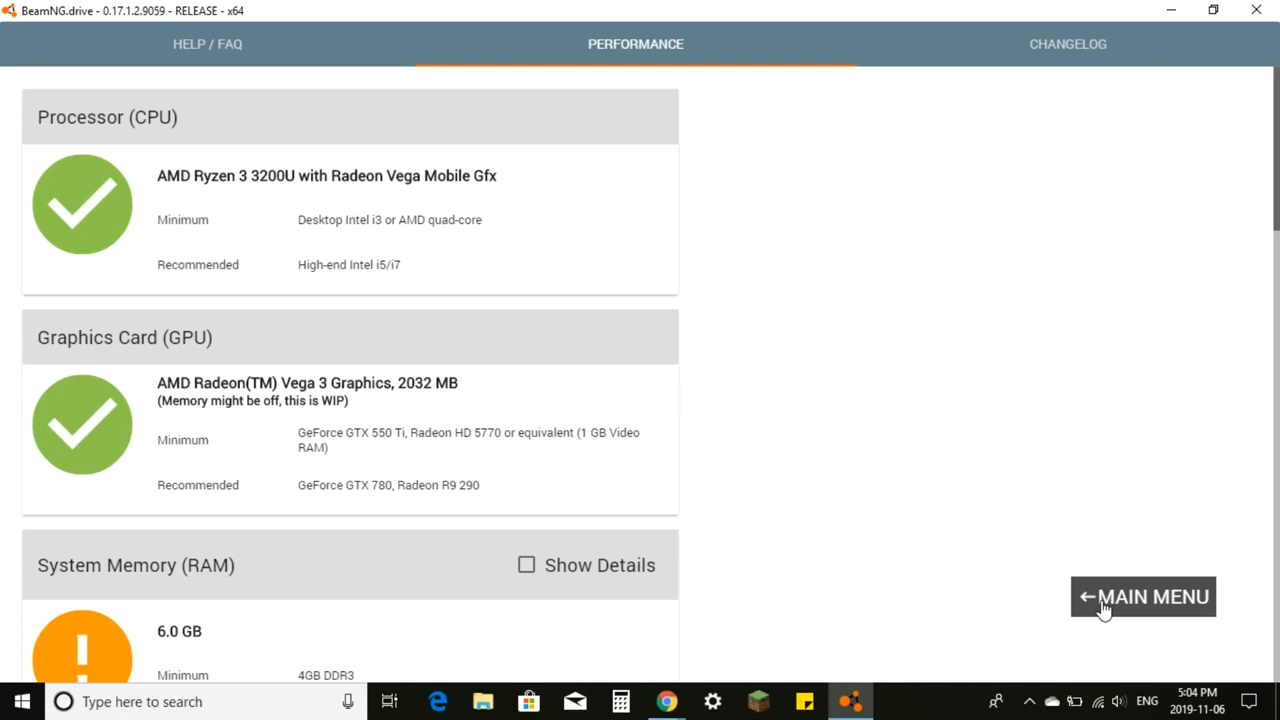 BeamNG.drive - 0.17.1.2.9059 - RELEASE - x64
HELP / FAQ
PERFORMANCE
CHANGELOG
Processor (CPU)
AMD Ryzen 3 3200U with Radeon Vega Mobile Gfx
Minimum
Desktop Intel i3 or AMD quad-core
Recommended
High-end Intel i5/i7
Graphics Card (GPU)
AMD Radeon(TM) Vega 3 Graphics, 2032 MB
(Memory might be off, this is WIP)
Minimum
GeForce GTX 550 Ti, Radeon HD 5770 or equivalent (1 GB Video
RAM)
Recommended
GeForce GTX 780, Radeon R9 290
System Memory (RAM)
Show Details
6.0 GB
Minimum
4GB DDR3
←MAIN MENU
Type here to search
ENG
5:04 PM
2019-11-06